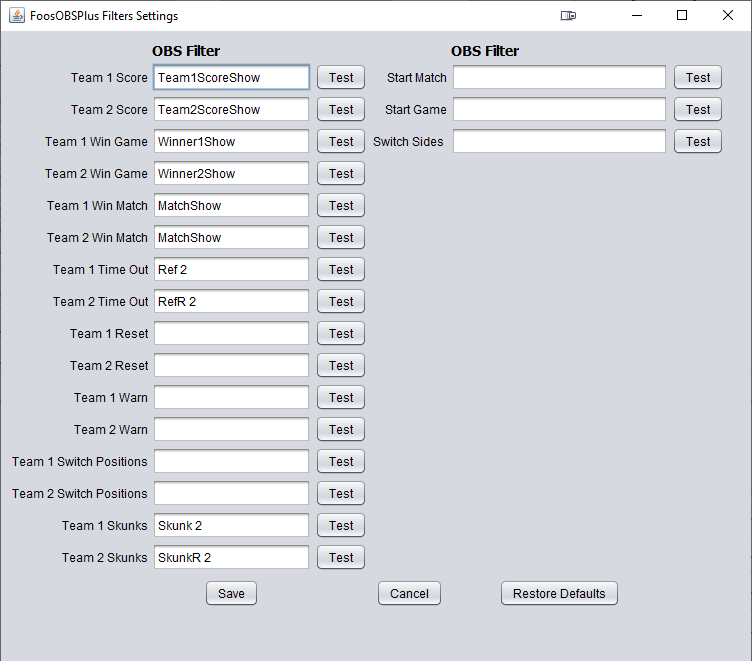 FoosOBSPlus Filters Settings
OBS Filter OBS Filter
Team 1 Score Team1ScoreShow Test Start Match Test
Team 2 Score Team2ScoreShow Test Start Game Test
Team 1 Win Game Winner1Show Test Switch Sides Test
Team 2 Win Game Winner2Show Test
Team 1 Win Match MatchShow Test
Team 2 Win Match MatchShow Test
Team 1 Time Out Ref 2 Test
Team 2 Time Out RefR 2 Test
Team 1 Reset Test
Team 2 Reset Test
Team 1 Warn Test
Team 2 Warn Test
Team 1 Switch Positions Test
Team 2 Switch Positions Test
Team 1 Skunks Skunk 2 Test
Team 2 Skunks SkunkR 2 Test
Save Cancel Restore Defaults